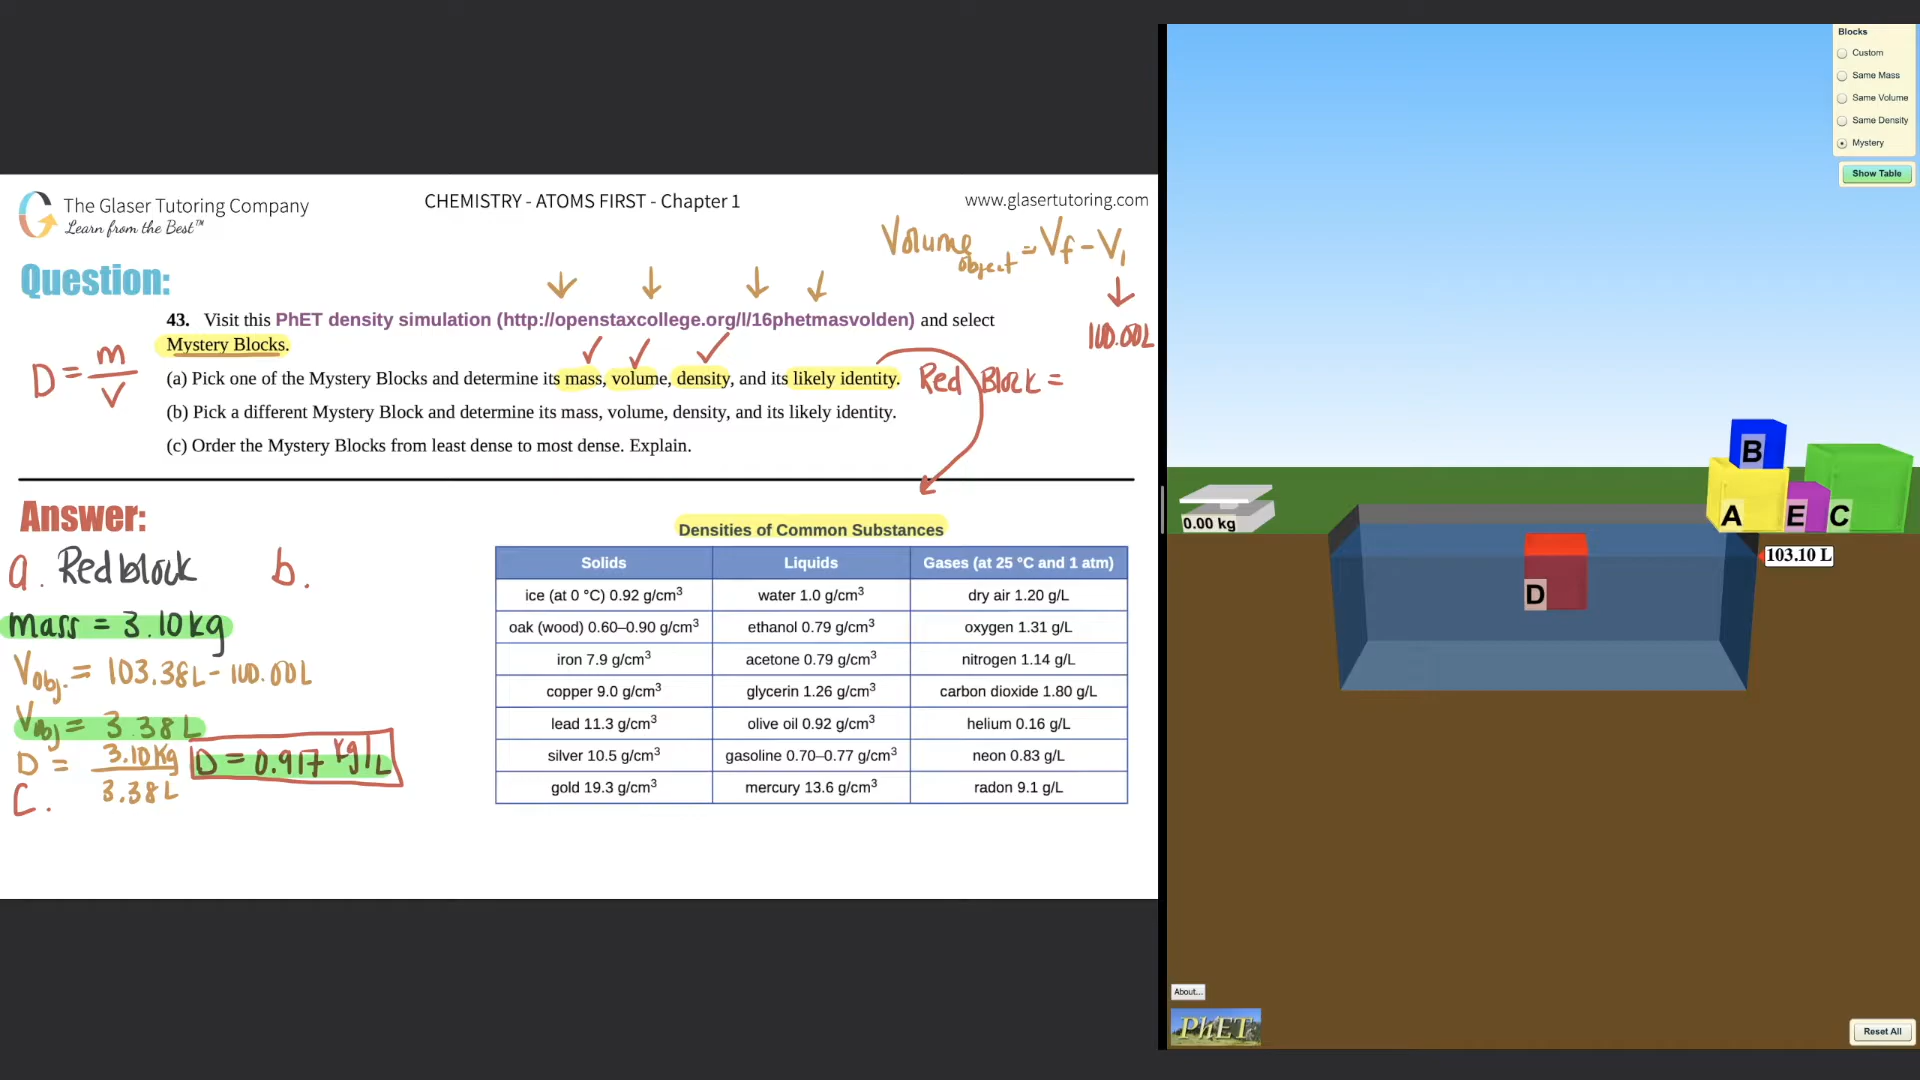 The Glaser Tutoring Company
Learn from the Best™
CHEMISTRY - ATOMS FIRST - Chapter 1
www.glasertutoring.com
Volume object = Vf - V1
100.00L
Question:
43. Visit this PhET density simulation (http://openstaxcollege.org/l/16phetmasvolden) and select
Mystery Blocks.
(a) Pick one of the Mystery Blocks and determine its mass, volume, density, and its likely identity.
(b) Pick a different Mystery Block and determine its mass, volume, density, and its likely identity.
(c) Order the Mystery Blocks from least dense to most dense. Explain.
D = m/V
Red Block =
Answer:
a. Red block
b.
mass = 3.10 kg
Vobj. = 103.38L - 100.00L
Vobj = 3.38 L
D = 3.10 kg / 3.38 L
D = 0.917 kg/L
C.
Densities of Common Substances
Solids Liquids Gases (at 25 °C and 1 atm)
ice (at 0 °C) 0.92 g/cm³ water 1.0 g/cm³ dry air 1.20 g/L
oak (wood) 0.60–0.90 g/cm³ ethanol 0.79 g/cm³ oxygen 1.31 g/L
iron 7.9 g/cm³ acetone 0.79 g/cm³ nitrogen 1.14 g/L
copper 9.0 g/cm³ glycerin 1.26 g/cm³ carbon dioxide 1.80 g/L
lead 11.3 g/cm³ olive oil 0.92 g/cm³ helium 0.16 g/L
silver 10.5 g/cm³ gasoline 0.70–0.77 g/cm³ neon 0.83 g/L
gold 19.3 g/cm³ mercury 13.6 g/cm³ radon 9.1 g/L
Blocks
Custom
Same Mass
Same Volume
Same Density
Mystery
Show Table
B
A
E
C
0.00 kg
103.10 L
D
About...
PhET
Reset All